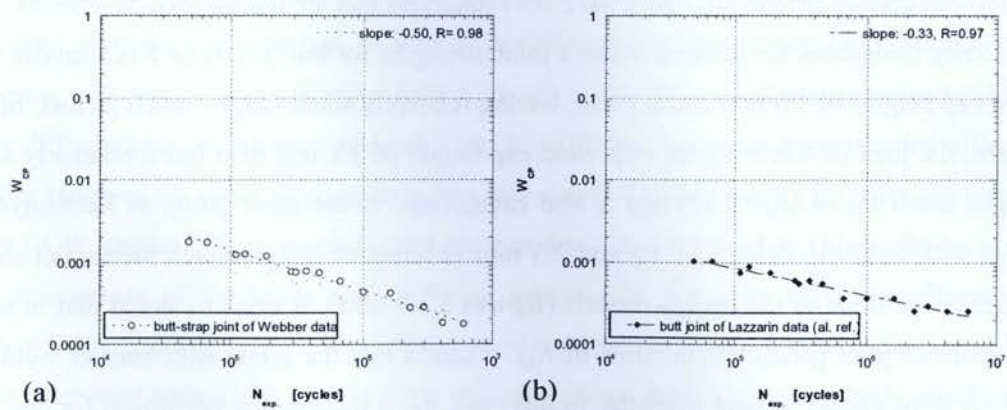 slope: -0.50, R= 0.98
1
0.1
0.01
0.001
0.0001
W_CP
butt-strap joint of Webber data
10^4 10^5 10^6 10^7
N_exp. [cycles]
(a)
slope: -0.33, R=0.97
1
0.1
0.01
0.001
0.0001
W_CP
butt joint of Lazzarin data (al. ref.)
10^4 10^5 10^6 10^7
N_exp. [cycles]
(b)